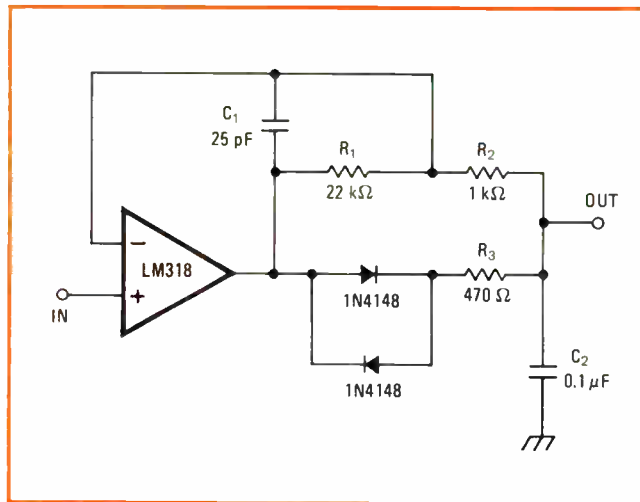 C₁
25 pF
R₁
22 kΩ
R₂
1 kΩ
OUT
−
LM318
+
IN
1N4148
R₃
470 Ω
1N4148
C₂
0.1 μF